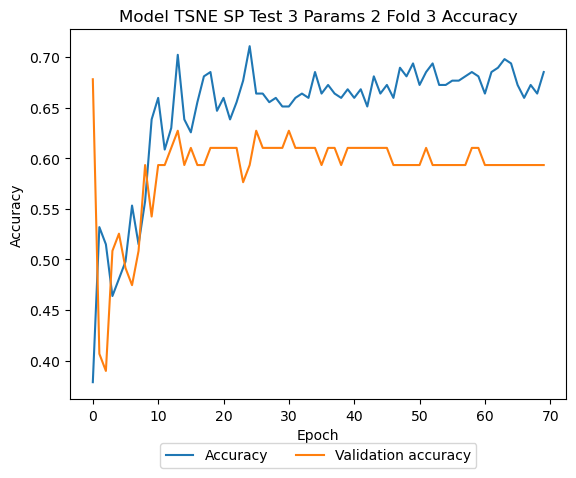 Model TSNE SP Test 3 Params 2 Fold 3 Accuracy
0.70
0.65
0.60
0.55
0.50
0.45
0.40
Accuracy
0 10 20 30 40 50 60 70
Epoch
Accuracy Validation accuracy